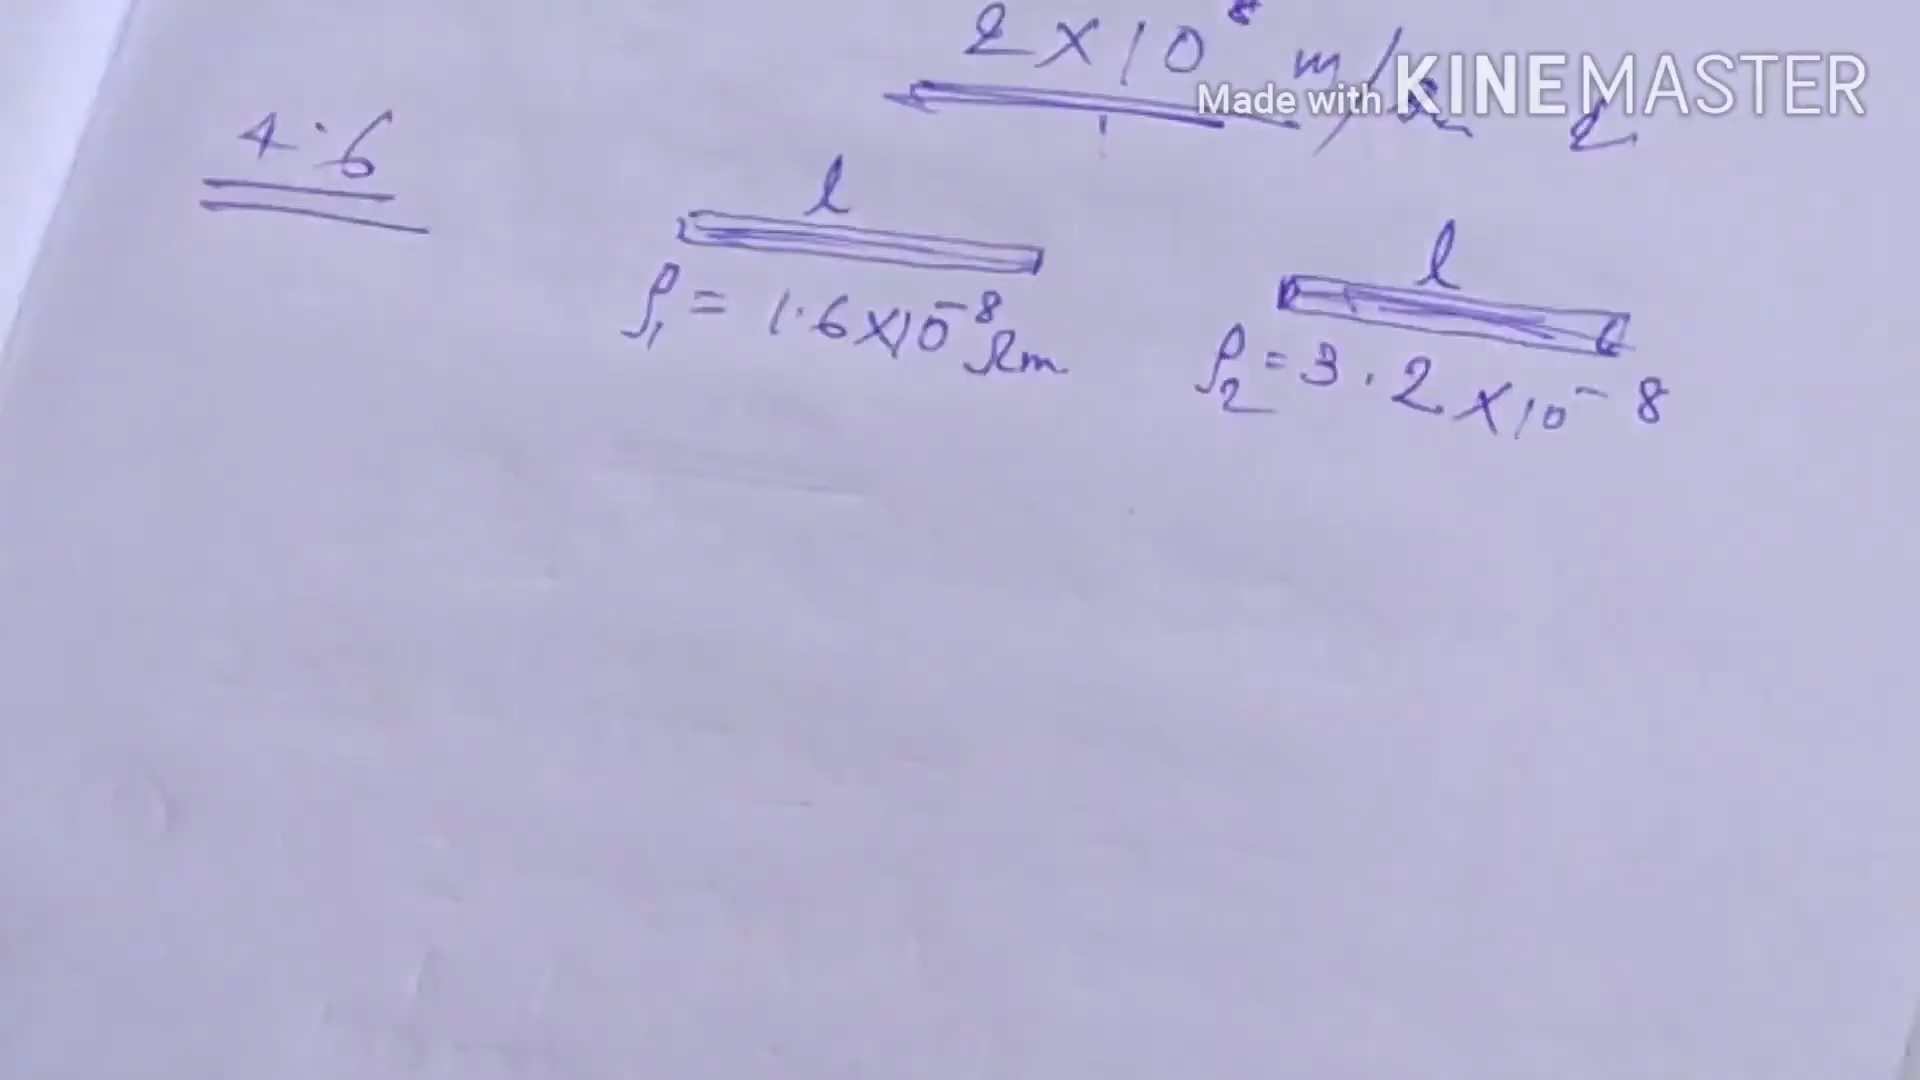 2 × 10⁸ m/s
Made with KINEMASTER
4.6
l
l
ρ₁ = 1.6 × 10⁻⁸ Ωm
ρ₂ = 3.2 × 10⁻⁸